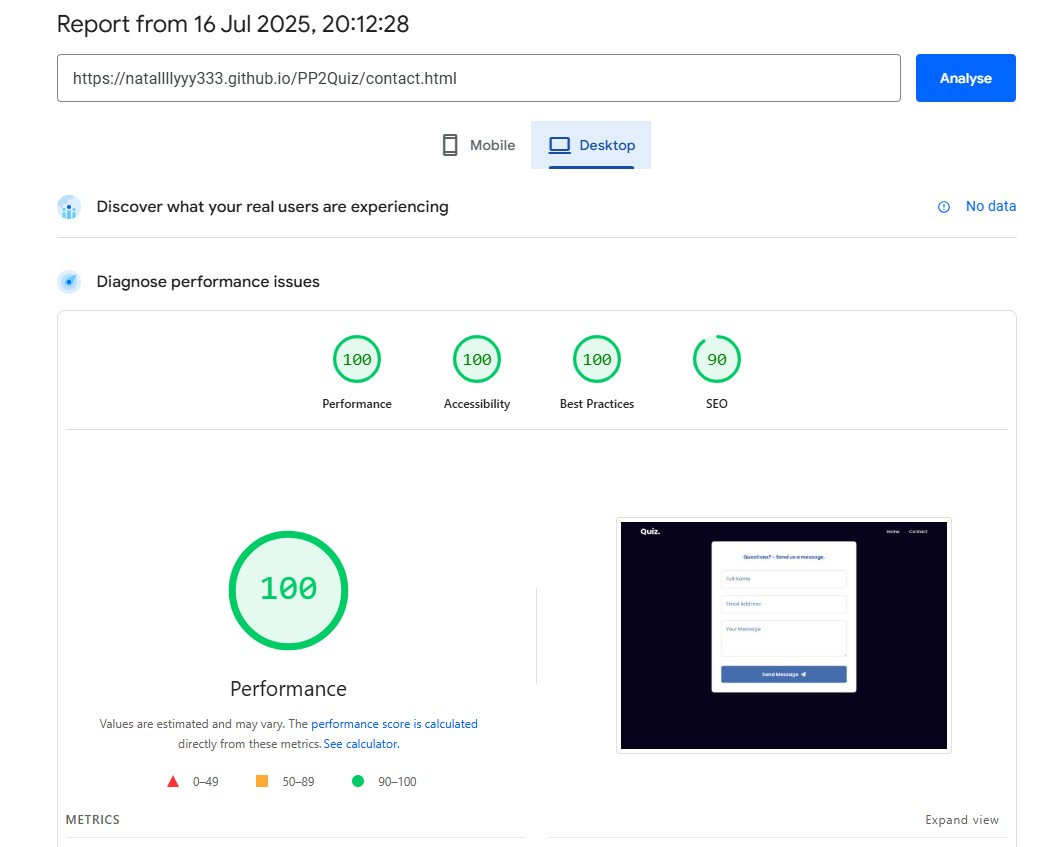 Report from 16 Jul 2025, 20:12:28
https://natallllyyy333.github.io/PP2Quiz/contact.html
Analyse
Mobile
Desktop
Discover what your real users are experiencing
No data
Diagnose performance issues
100
100
100
90
Performance
Accessibility
Best Practices
SEO
100
Performance
Values are estimated and may vary. The performance score is calculated
directly from these metrics. See calculator.
0–49
50–89
90–100
Quiz.
Home
Contact
Questions? - Send us a message.
Full Name
Email Address
Your Message
Send Message
METRICS
Expand view